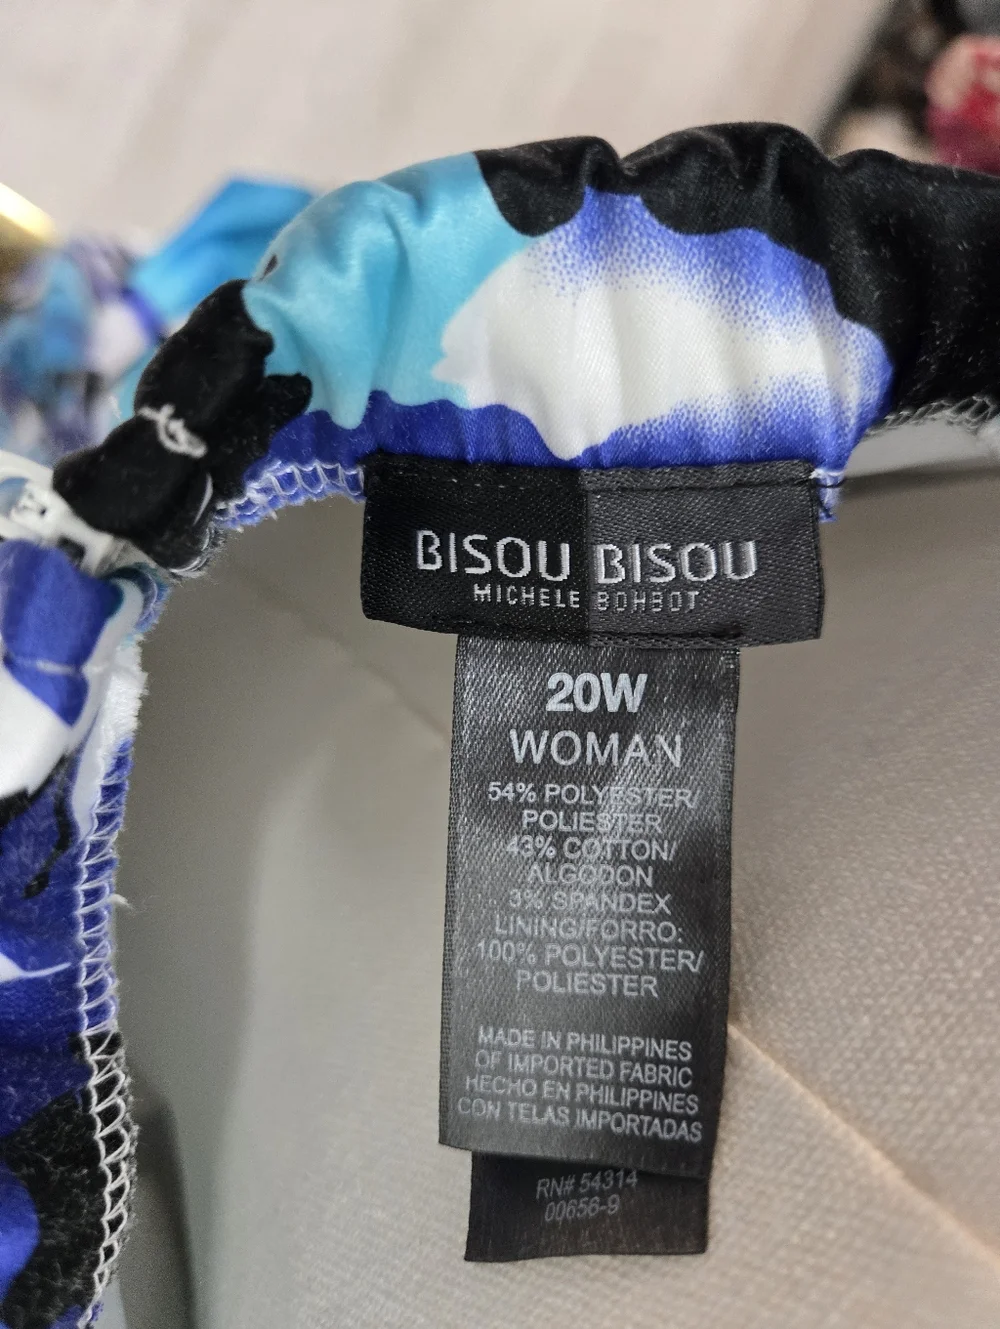 BISOU BISOU
MICHELE BOHBOT
20W
WOMAN
54% POLYESTER/
POLIESTER
43% COTTON/
ALGODON
3% SPANDEX
LINING/FORRO:
100% POLYESTER/
POLIESTER
MADE IN PHILIPPINES
OF IMPORTED FABRIC
HECHO EN PHILIPPINES
CON TELAS IMPORTADAS
RN# 54314
00656-9